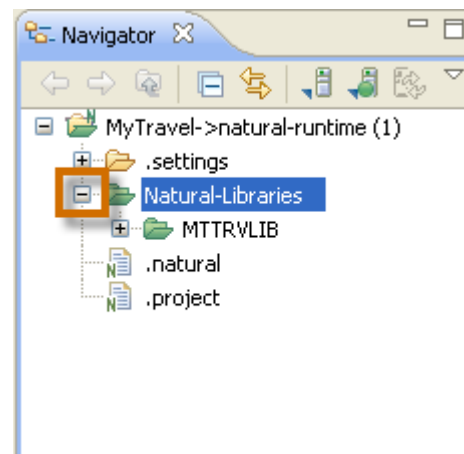 Navigator
MyTravel->natural-runtime (1)
.settings
Natural-Libraries
MTTRVLIB
.natural
.project